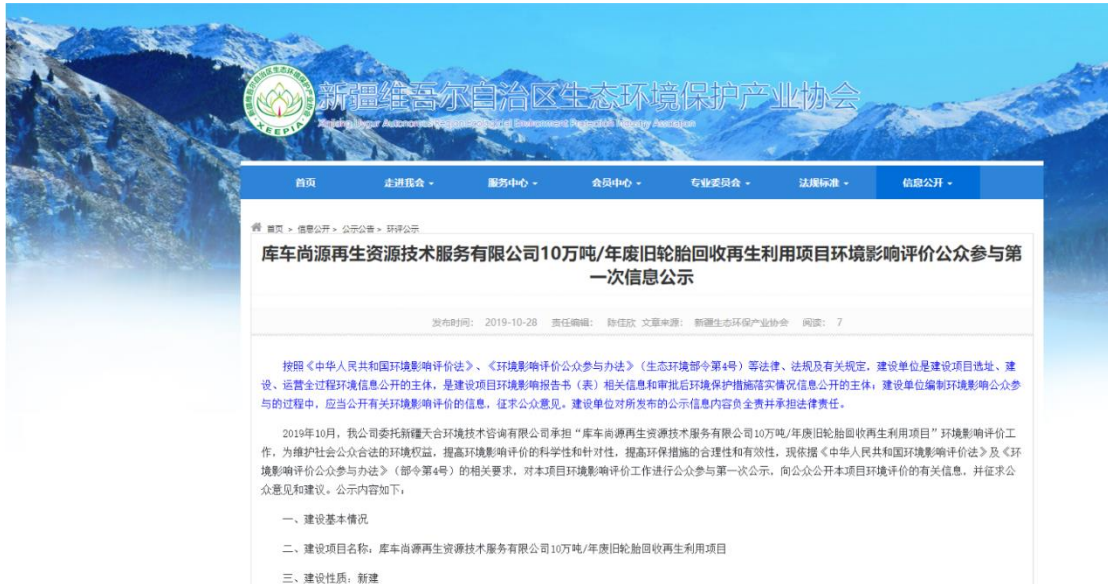 新疆维吾尔自治区生态环境保护产业协会
XEEPIA
首页 走进我会 服务中心 会员中心 专业委员会 法规标准 信息公开
首页 > 信息公开 > 公示公告 > 环评公示
库车尚源再生资源技术服务有限公司10万吨/年废旧轮胎回收再生利用项目环境影响评价公众参与第
一次信息公示
发布时间: 2019-10-28 责任编辑: 陈佳欣 文章来源: 新疆生态环保产业协会 阅读: 7
按照《中华人民共和国环境影响评价法》、《环境影响评价公众参与办法》（生态环境部令第4号）等法律、法规及有关规定，建设单位是建设项目选址、建
设、运营全过程环境信息公开的主体，是建设项目环境影响报告书（表）相关信息和审批后环境保护措施落实情况信息公开的主体；建设单位编制环境影响公众参
与的过程中，应当公开有关环境影响评价的信息，征求公众意见。建设单位对所发布的公示信息内容负全责并承担法律责任。
2019年10月，我公司委托新疆天合环境技术咨询有限公司承担“库车尚源再生资源技术服务有限公司10万吨/年废旧轮胎回收再生利用项目”环境影响评价工
作，为维护社会公众合法的环境权益，提高环境影响评价的科学性和针对性，提高环保措施的合理性和有效性，现依据《中华人民共和国环境影响评价法》及《环
境影响评价公众参与办法》（部令第4号）的相关要求，对本项目环境影响评价工作进行公众参与第一次公示，向公众公开本项目环境评价的有关信息，并征求公
众意见和建议。公示内容如下：
一、建设基本情况
二、建设项目名称：库车尚源再生资源技术服务有限公司10万吨/年废旧轮胎回收再生利用项目
三、建设性质：新建